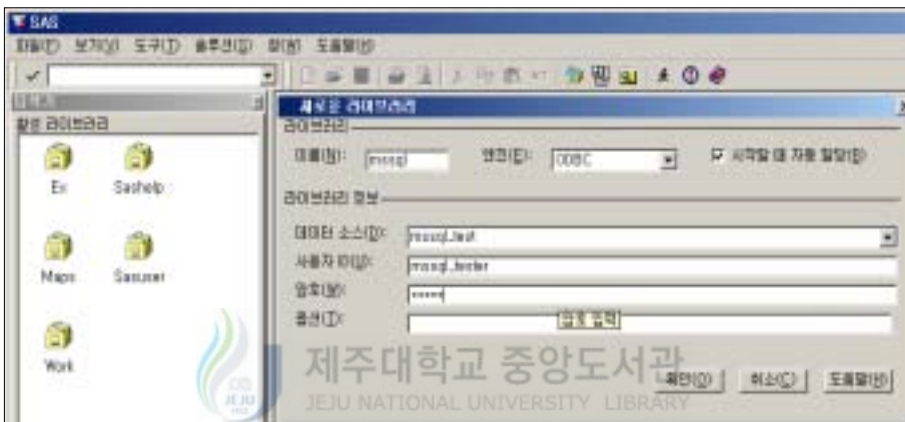 SAS
파일(F) 보기(V) 도구(T) 솔루션(S) 창(W) 도움말(H)
활성 라이브러리
Ex
Sashelp
Maps
Sasuser
Work
새로운 라이브러리
라이브러리
이름(N): mssql 엔진(E): ODBC 시작할 때 자동 할당(B)
라이브러리 정보
데이터 소스(D): mssql_test
사용자 ID(U): mssql_tester
암호(W): *****
옵션(T):
암호 입력
확인(O) 취소(C) 도움말(H)
제주대학교 중앙도서관
JEJU NATIONAL UNIVERSITY LIBRARY
JEJU
1952